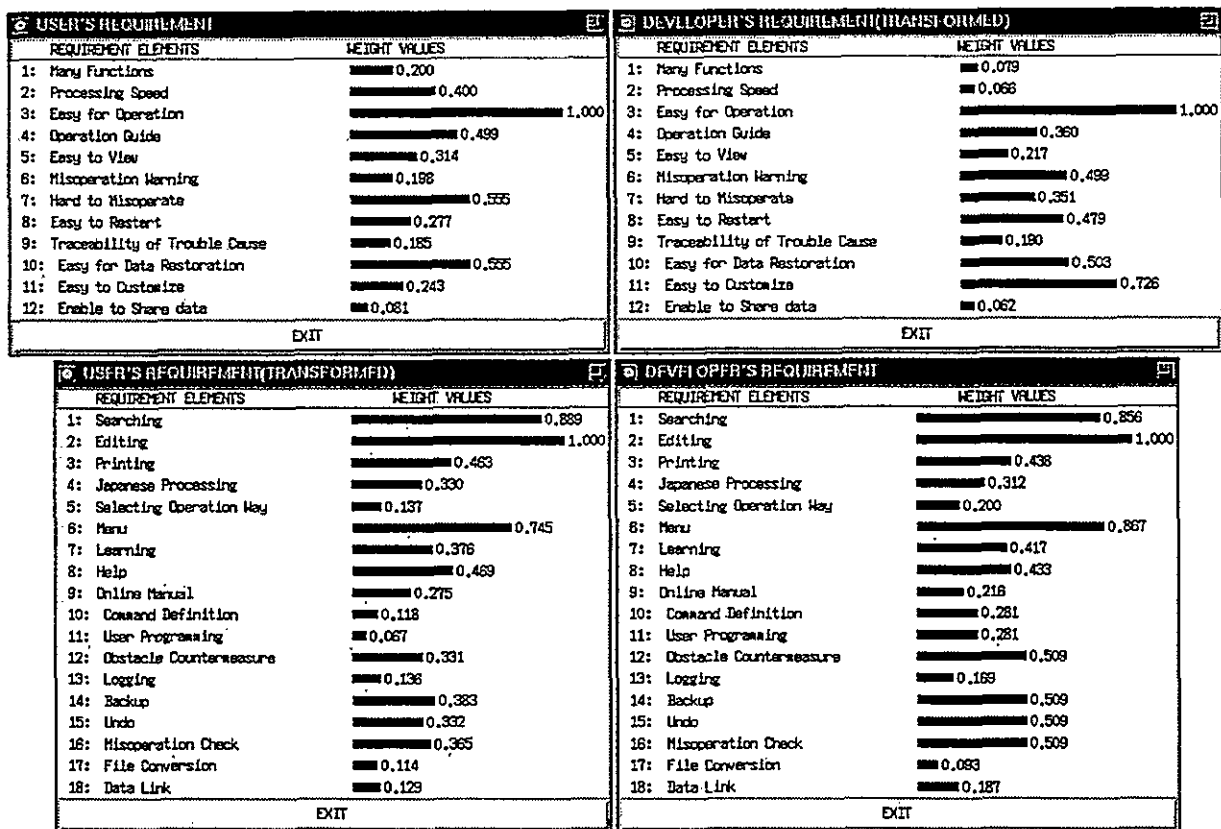 USER'S REQUIREMENT
REQUIREMENT ELEMENTS WEIGHT VALUES
1: Many Functions 0.200
2: Processing Speed 0.400
3: Easy for Operation 1.000
4: Operation Guide 0.499
5: Easy to View 0.314
6: Misoperation Warning 0.198
7: Hard to Misoperate 0.555
8: Easy to Restart 0.277
9: Traceability of Trouble Cause 0.185
10: Easy for Data Restoration 0.555
11: Easy to Customize 0.243
12: Enable to Share data 0.081
EXIT
DEVELOPER'S REQUIREMENT(TRANSFORMED)
REQUIREMENT ELEMENTS WEIGHT VALUES
1: Many Functions 0.079
2: Processing Speed 0.066
3: Easy for Operation 1.000
4: Operation Guide 0.360
5: Easy to View 0.217
6: Misoperation Warning 0.499
7: Hard to Misoperate 0.351
8: Easy to Restart 0.479
9: Traceability of Trouble Cause 0.190
10: Easy for Data Restoration 0.503
11: Easy to Customize 0.726
12: Enable to Share data 0.062
EXIT
USER'S REQUIREMENT(TRANSFORMED)
REQUIREMENT ELEMENTS WEIGHT VALUES
1: Searching 0.889
2: Editing 1.000
3: Printing 0.463
4: Japanese Processing 0.330
5: Selecting Operation Way 0.137
6: Menu 0.745
7: Learning 0.376
8: Help 0.469
9: Online Manual 0.275
10: Command Definition 0.118
11: User Programming 0.067
12: Obstacle Countermeasure 0.331
13: Logging 0.136
14: Backup 0.383
15: Undo 0.332
16: Misoperation Check 0.365
17: File Conversion 0.114
18: Data Link 0.129
EXIT
DEVELOPER'S REQUIREMENT
REQUIREMENT ELEMENTS WEIGHT VALUES
1: Searching 0.856
2: Editing 1.000
3: Printing 0.438
4: Japanese Processing 0.312
5: Selecting Operation Way 0.200
6: Menu 0.867
7: Learning 0.417
8: Help 0.433
9: Online Manual 0.216
10: Command Definition 0.281
11: User Programming 0.281
12: Obstacle Countermeasure 0.509
13: Logging 0.169
14: Backup 0.509
15: Undo 0.509
16: Misoperation Check 0.509
17: File Conversion 0.093
18: Data Link 0.187
EXIT